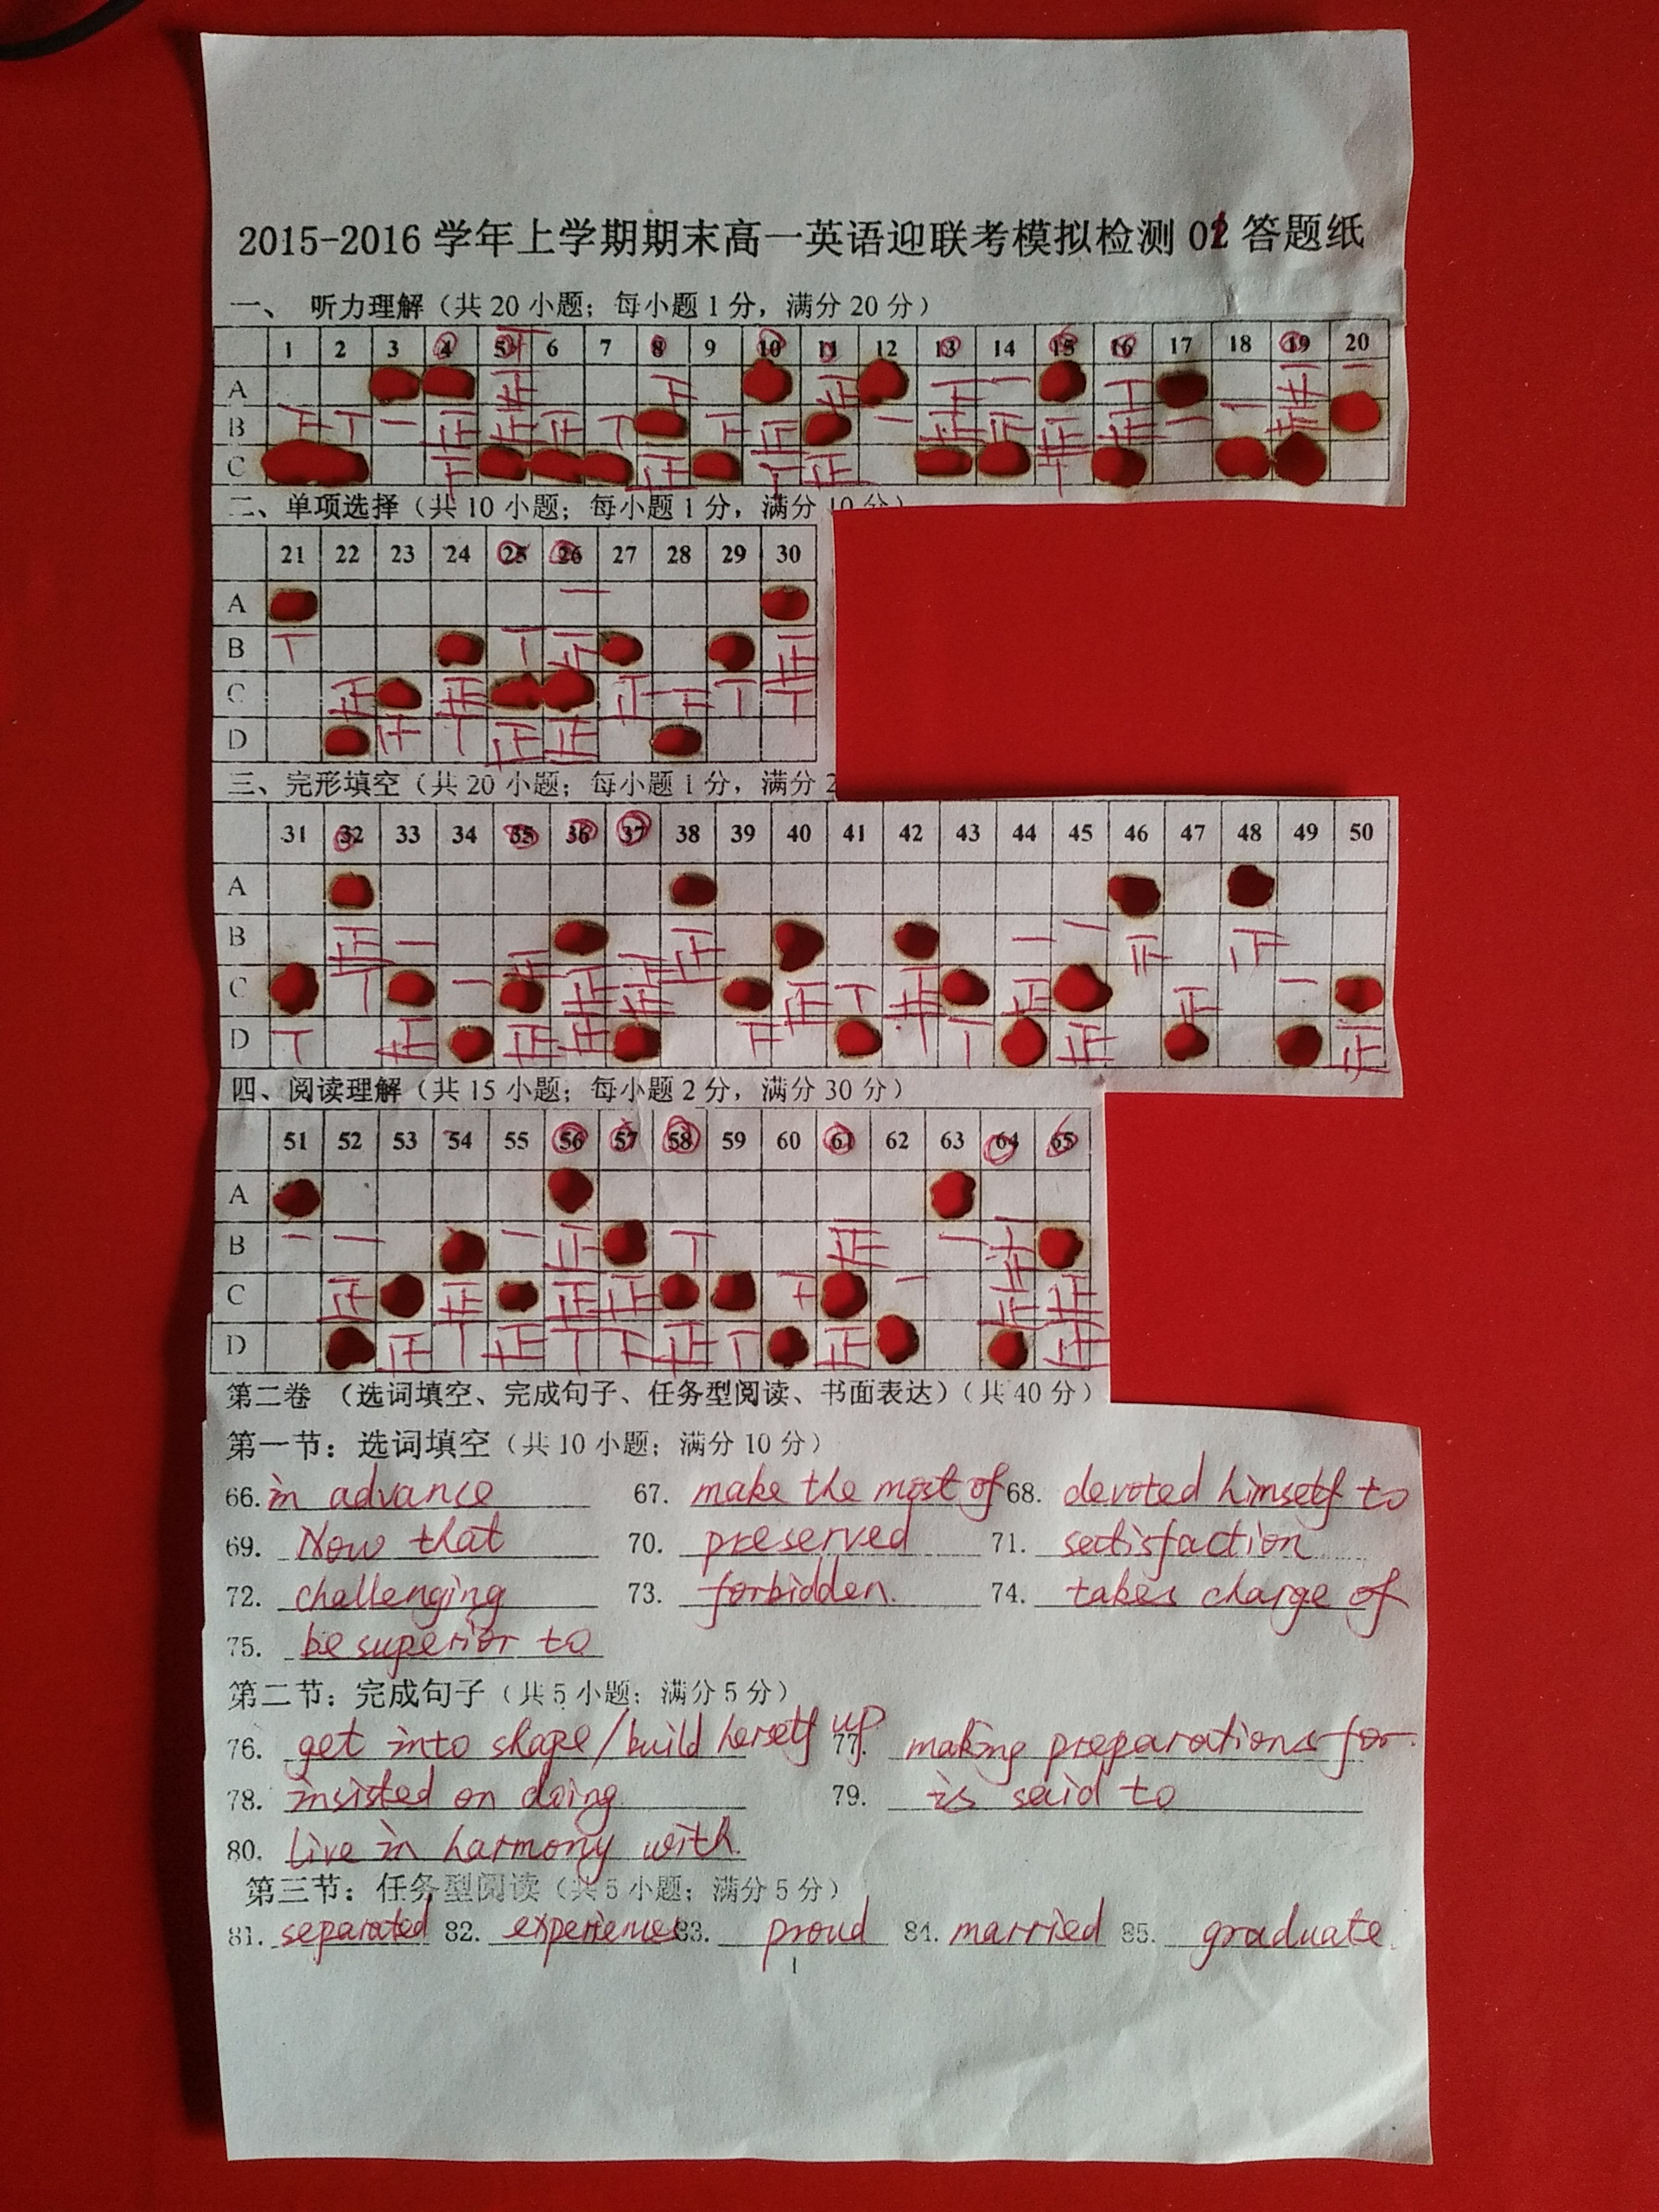 2015-2016 学年上学期期末高一英语迎联考模拟检测 01 答题纸
一、 听力理解（共 20 小题；每小题 1 分，满分 20 分）
1 2 3 4 5 6 7 8 9 10 11 12 13 14 15 16 17 18 19 20
A
B
C
二、单项选择（共 10 小题；每小题 1 分，满分 10 分）
21 22 23 24 25 26 27 28 29 30
A
B
C
D
三、完形填空（共 20 小题；每小题 1 分，满分 2
31 32 33 34 35 36 37 38 39 40 41 42 43 44 45 46 47 48 49 50
A
B
C
D
四、阅读理解（共 15 小题；每小题 2 分，满分 30 分）
51 52 53 54 55 56 57 58 59 60 61 62 63 64 65
A
B
C
D
第二卷 （选词填空、完成句子、任务型阅读、书面表达）（共 40 分）
第一节：选词填空（共 10 小题；满分 10 分）
66. in advance 67. make the most of 68. devoted himself to
69. Now that 70. preserved 71. satisfaction
72. challenging 73. forbidden. 74. takes charge of
75. be superior to
第二节：完成句子（共 5 小题；满分 5 分）
76. get into shape/build herself up 77. making preparations for
78. insisted on doing 79. is said to
80. live in harmony with.
第三节：任务型阅读（共 5 小题；满分 5 分）
81. separated 82. experiences 83. proud 84. married 85. graduate.
1